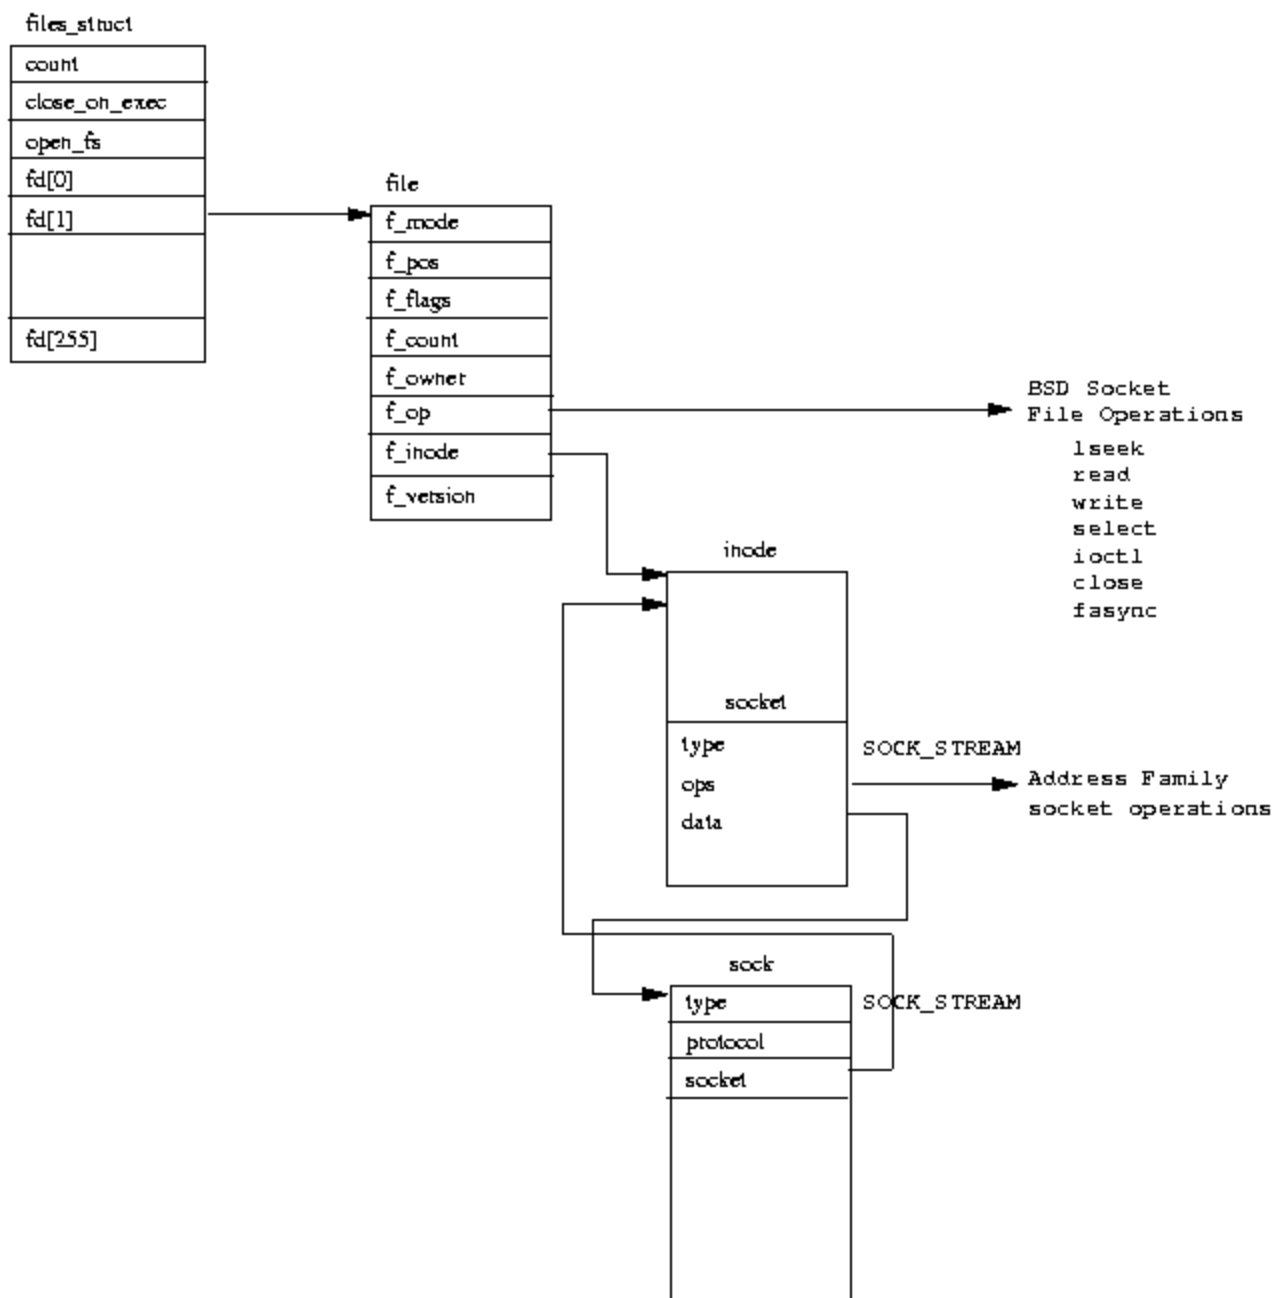 files_struct
count
close_on_exec
open_fs
fd[0]
fd[1]
fd[255]
file
f_mode
f_pos
f_flags
f_count
f_owner
f_op
f_inode
f_version
BSD Socket
File Operations
lseek
read
write
select
ioctl
close
fasync
inode
socket
type
SOCK_STREAM
ops
Address Family
socket operations
data
sock
type
SOCK_STREAM
protocol
socket